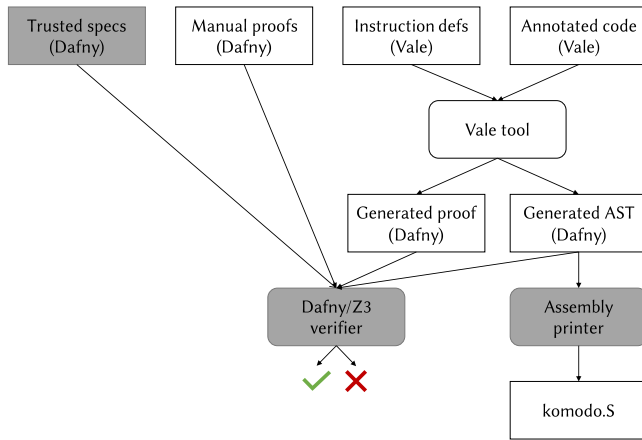 Trusted specs
(Dafny)
Manual proofs
(Dafny)
Instruction defs
(Vale)
Annotated code
(Vale)
Vale tool
Generated proof
(Dafny)
Generated AST
(Dafny)
Dafny/Z3
verifier
Assembly
printer
komodo.S